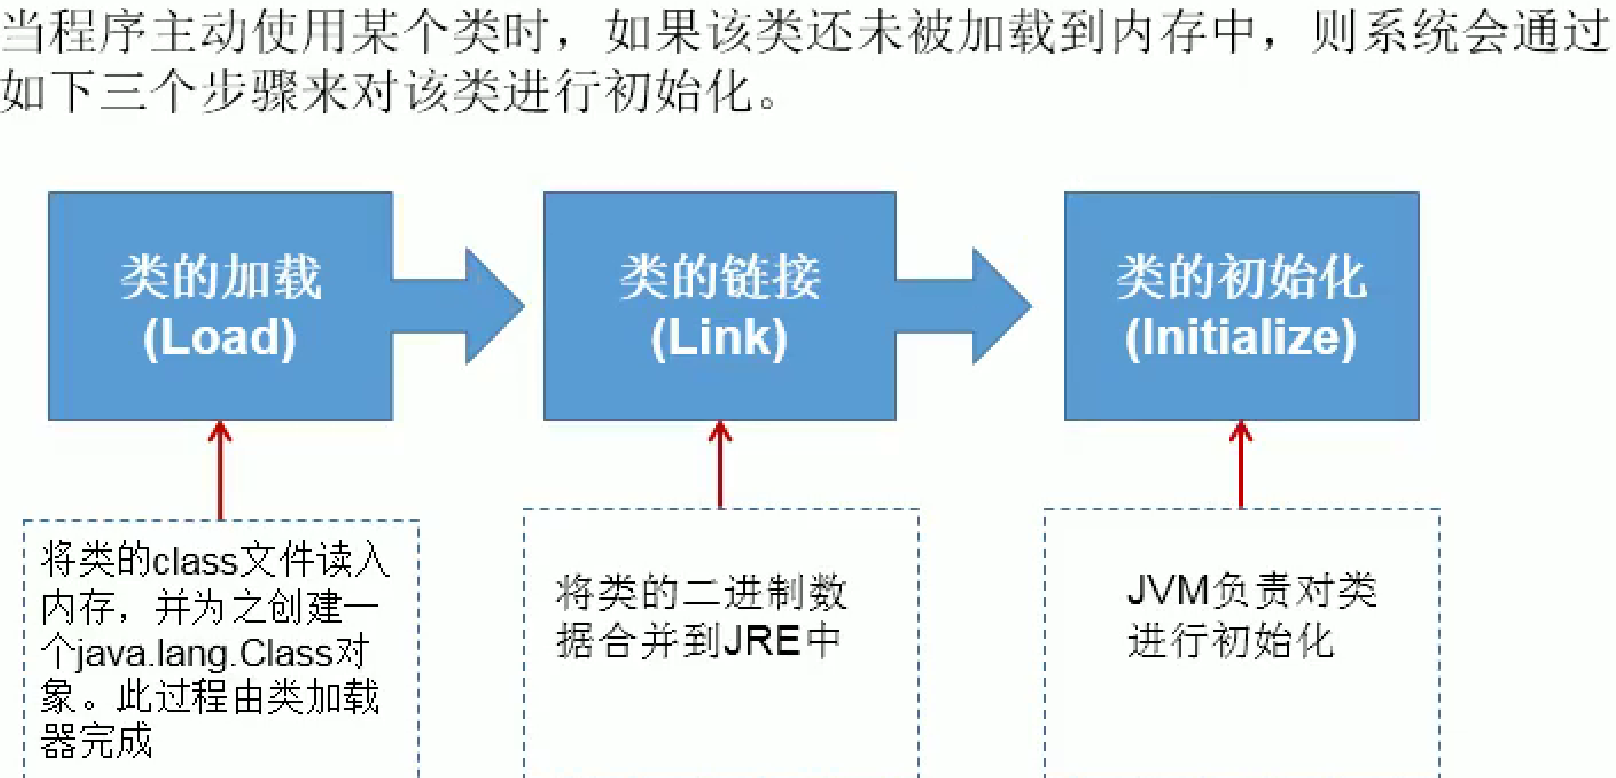 当程序主动使用某个类时，如果该类还未被加载到内存中，则系统会通过
如下三个步骤来对该类进行初始化。
类的加载
(Load)
类的链接
(Link)
类的初始化
(Initialize)
将类的class文件读入
内存，并为之创建一
个java.lang.Class对
象。此过程由类加载
器完成
将类的二进制数
据合并到JRE中
JVM负责对类
进行初始化